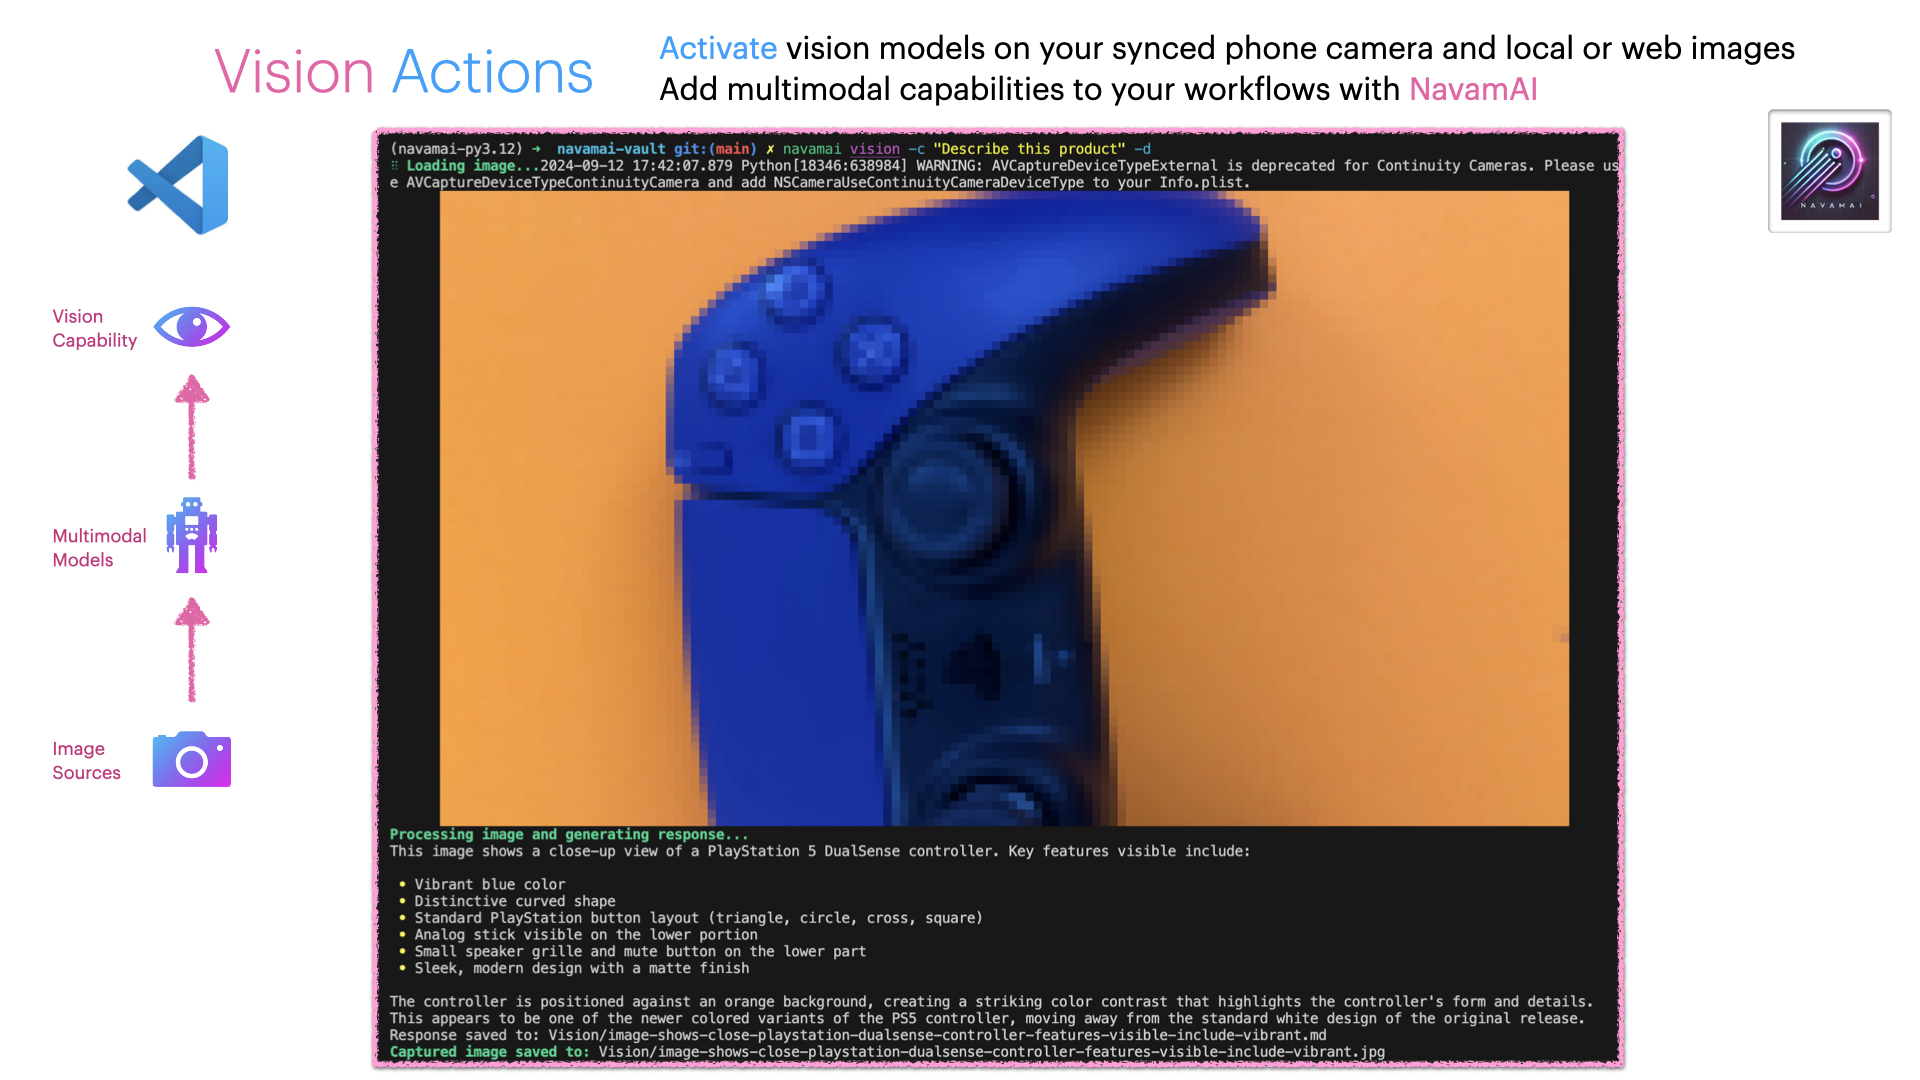 Vision Actions
Activate vision models on your synced phone camera and local or web images
Add multimodal capabilities to your workflows with NavamAI
NAVAMAI
Vision
Capability
Multimodal
Models
Image
Sources
(navamai-py3.12) ➜ navamai-vault git:(main) ✗ navamai vision -c "Describe this product" -d
⠇Loading image...2024-09-12 17:42:07.879 Python[18346:638984] WARNING: AVCaptureDeviceTypeExternal is deprecated for Continuity Cameras. Please us
e AVCaptureDeviceTypeContinuityCamera and add NSCameraUseContinuityCameraDeviceType to your Info.plist.
Processing image and generating response...
This image shows a close-up view of a PlayStation 5 DualSense controller. Key features visible include:
• Vibrant blue color
• Distinctive curved shape
• Standard PlayStation button layout (triangle, circle, cross, square)
• Analog stick visible on the lower portion
• Small speaker grille and mute button on the lower part
• Sleek, modern design with a matte finish
The controller is positioned against an orange background, creating a striking color contrast that highlights the controller's form and details.
This appears to be one of the newer colored variants of the PS5 controller, moving away from the standard white design of the original release.
Response saved to: Vision/image-shows-close-playstation-dualsense-controller-features-visible-include-vibrant.md
Captured image saved to: Vision/image-shows-close-playstation-dualsense-controller-features-visible-include-vibrant.jpg